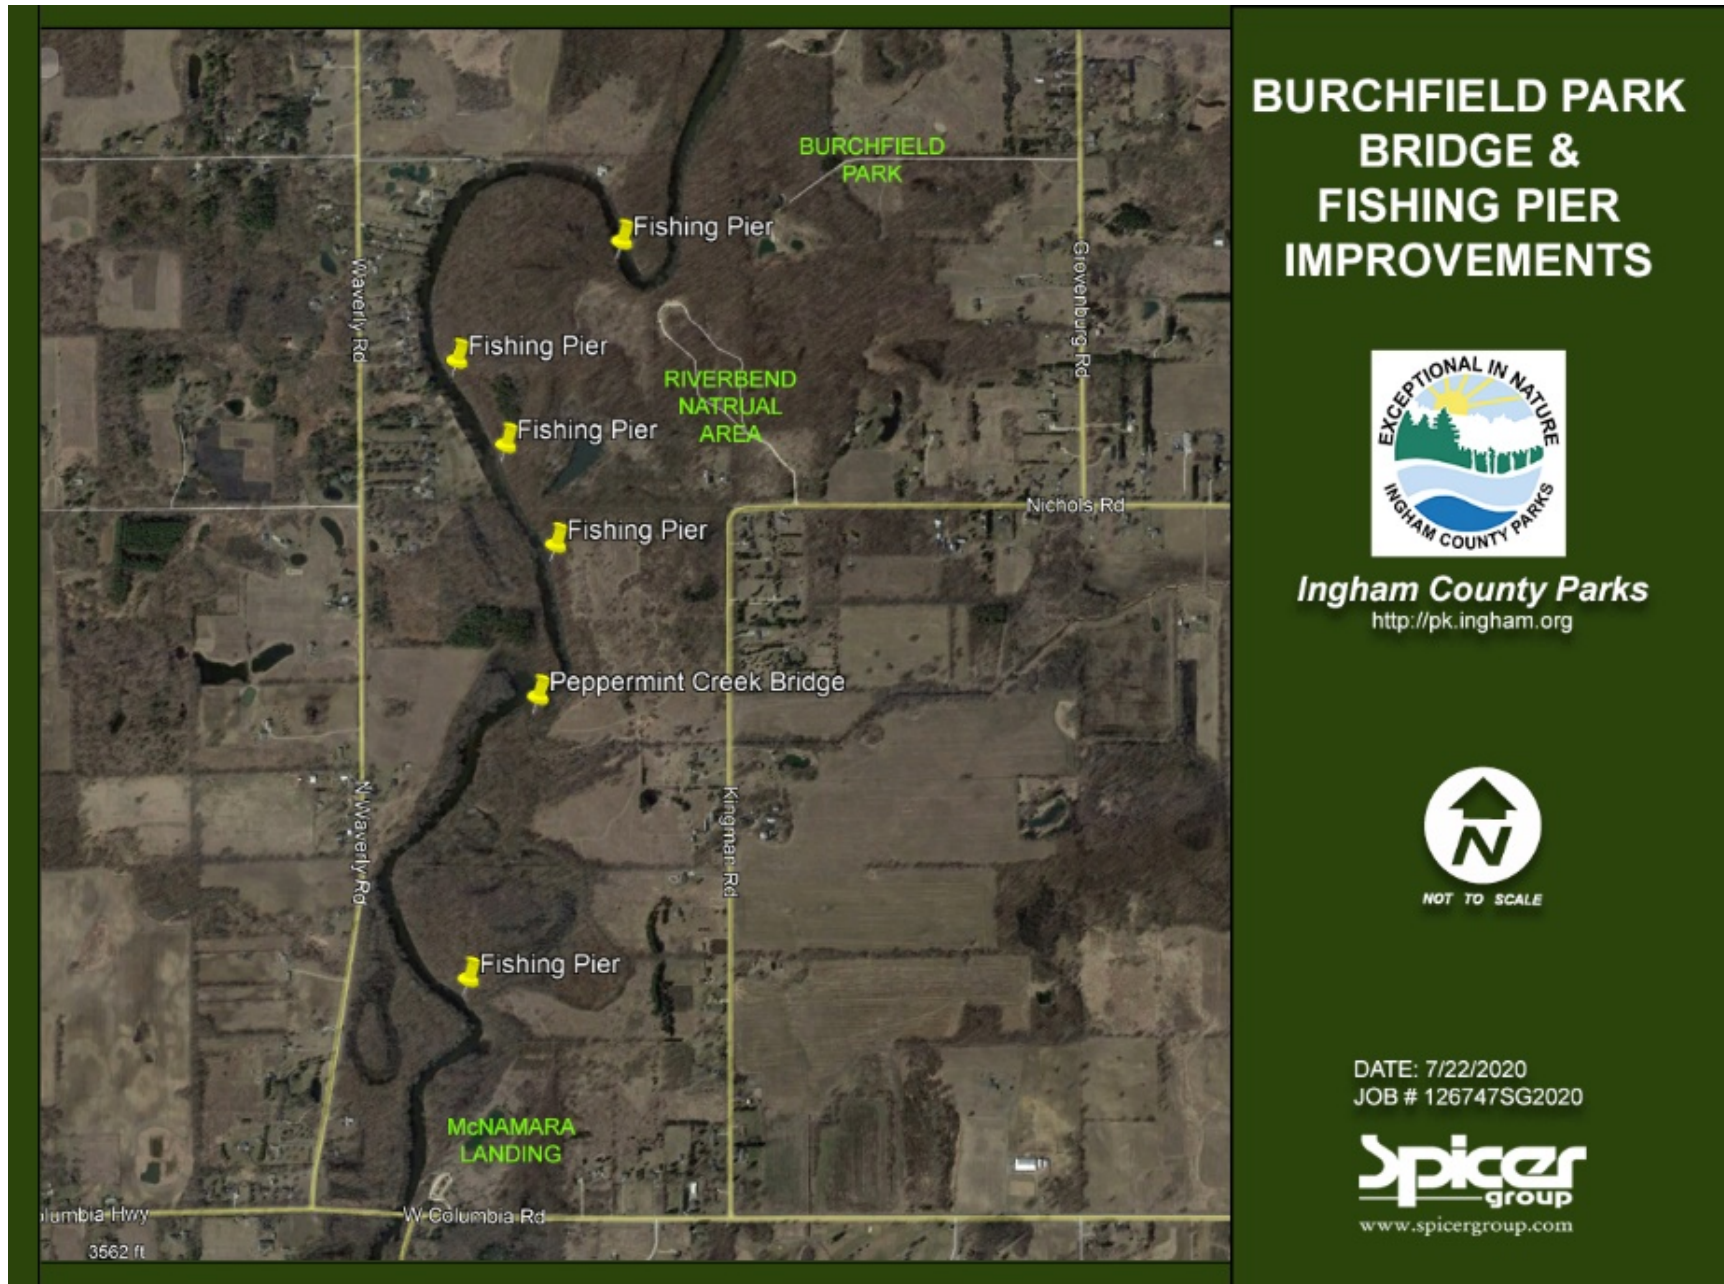 BURCHFIELD PARK
BRIDGE &
FISHING PIER
IMPROVEMENTS
EXCEPTIONAL IN NATURE
INGHAM COUNTY PARKS
Ingham County Parks
http://pk.ingham.org
N
NOT TO SCALE
DATE: 7/22/2020
JOB # 126747SG2020
Spicer
group
www.spicergroup.com
BURCHFIELD
PARK
Fishing Pier
Waverly Rd
Grovenburg Rd
Fishing Pier
RIVERBEND
NATRUAL
AREA
Fishing Pier
Nichols Rd
Fishing Pier
Peppermint Creek Bridge
N Waverly Rd
Kingman Rd
Fishing Pier
McNAMARA
LANDING
olumbia Hwy
W Columbia Rd
3562 ft